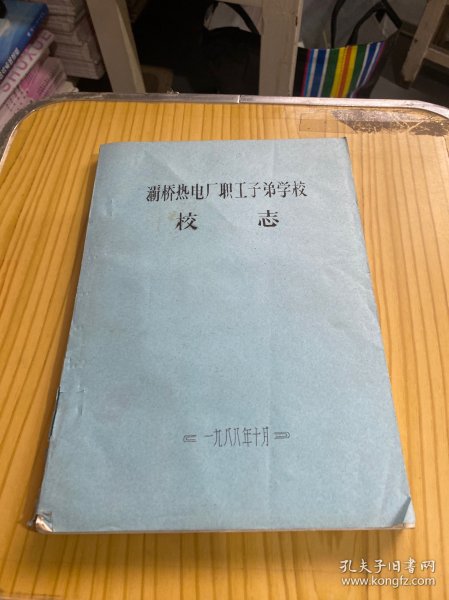 灞桥热电厂职工子弟学校
校 志
一九八八年十月
孔夫子旧书网
www.kongfz.com